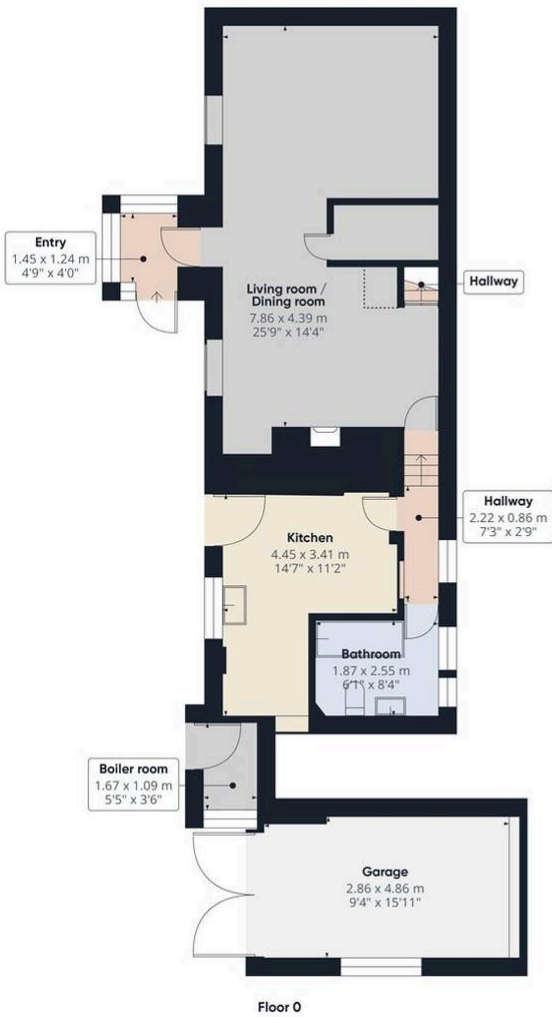 Entry
1.45 x 1.24 m
4'9" x 4'0"
Hallway
Living room /
Dining room
7.86 x 4.39 m
25'9" x 14'4"
Hallway
2.22 x 0.86 m
7'3" x 2'9"
Kitchen
4.45 x 3.41 m
14'7" x 11'2"
Bathroom
1.87 x 2.55 m
6'1" x 8'4"
Boiler room
1.67 x 1.09 m
5'5" x 3'6"
Garage
2.86 x 4.86 m
9'4" x 15'11"
Floor 0